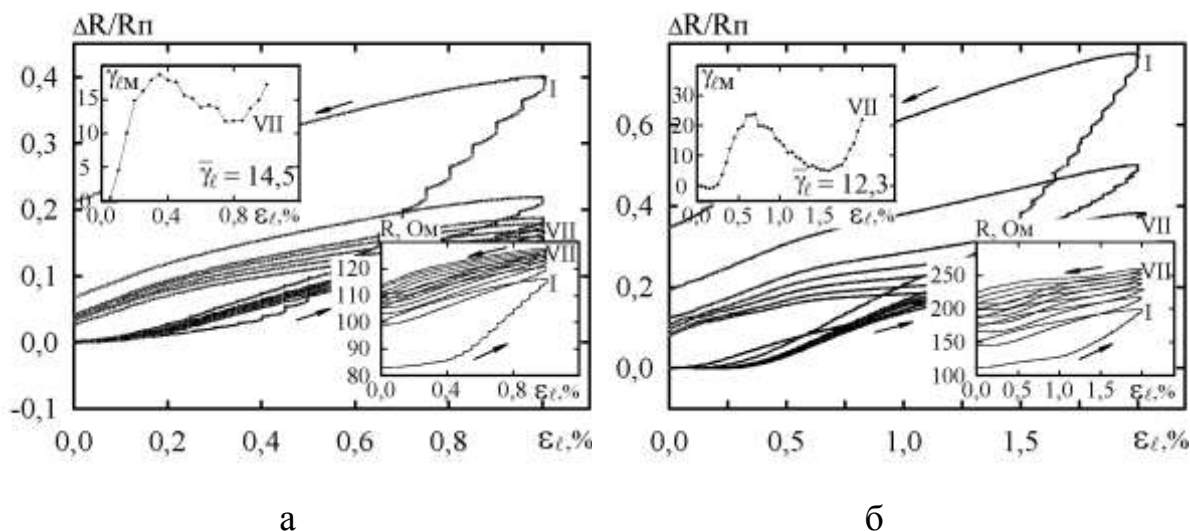 ΔR/Rп
0,4
0,3
0,2
0,1
0,0
-0,1
0,0 0,2 0,4 0,6 0,8 εℓ,%
I
VII
γℓм
15
10
5
0
VII
γ̅ℓ = 14,5
0,0 0,4 0,8 εℓ,%
R, Ом
120
110
100
90
80
VII
I
0,0 0,4 0,8 εℓ,%
а
ΔR/Rп
0,6
0,4
0,2
0,0
0,0 0,5 1,0 1,5 εℓ,%
I
VII
γℓм
30
20
10
0
VII
γ̅ℓ = 12,3
0,0 0,5 1,0 1,5 εℓ,%
R, Ом
250
200
150
100
VII
I
0,0 0,5 1,0 1,5 εℓ,%
б